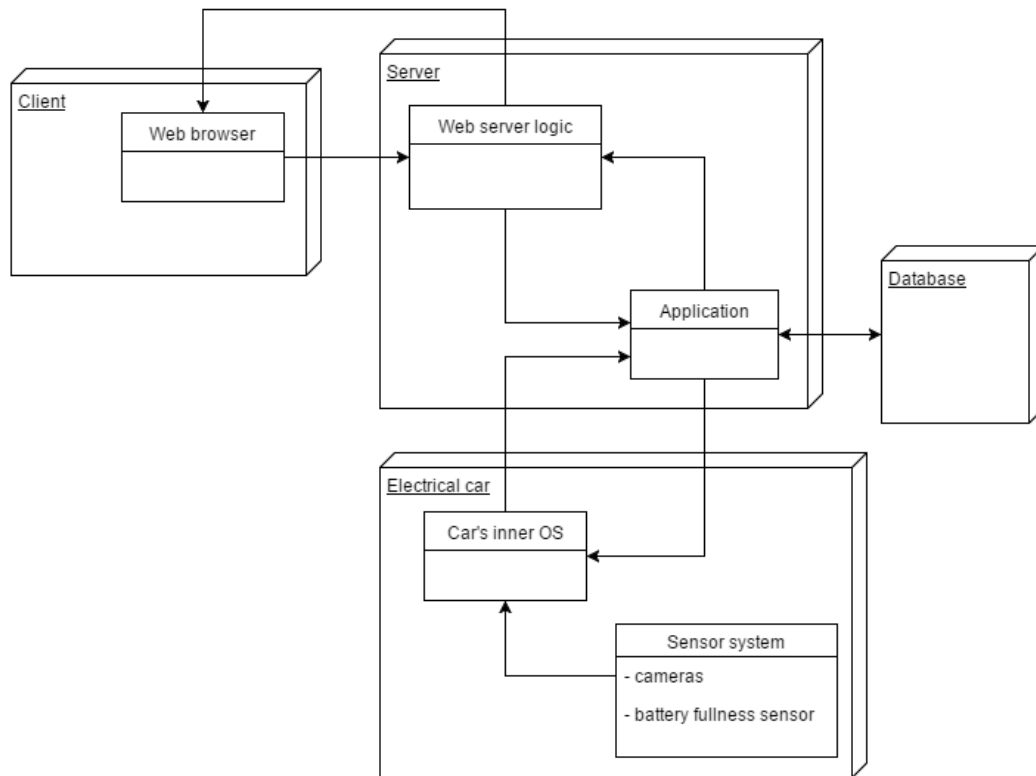 Client
Web browser
Server
Web server logic
Application
Database
Electrical car
Car's inner OS
Sensor system
- cameras
- battery fullness sensor